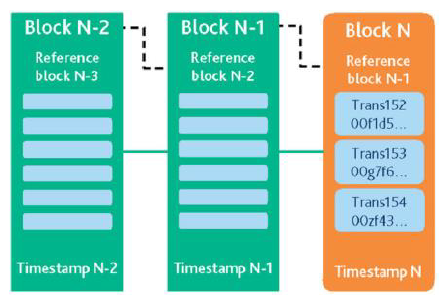 Block N-2
Reference
block N-3
Timestamp N-2
Block N-1
Reference
block N-2
Timestamp N-1
Block N
Reference
block N-1
Trans152
00f1d5...
Trans153
00g7f6...
Trans154
00zf43...
Timestamp N